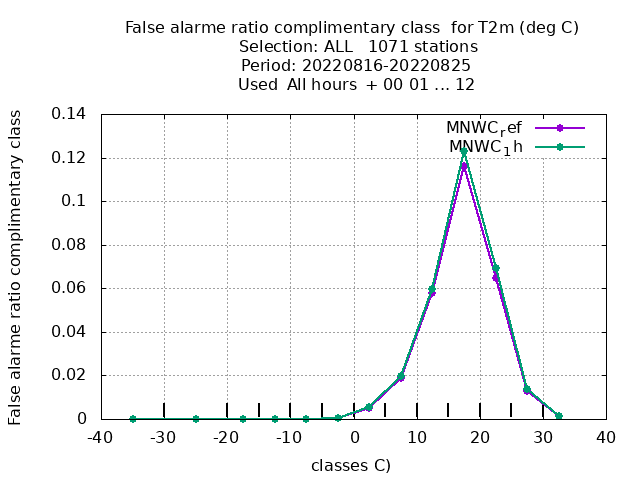 False alarme ratio complimentary class  for T2m (deg C)
Selection: ALL   1071 stations
Period: 20220816-20220825
Used  All hours  + 00 01 ... 12
False alarme ratio complimentary class
0.14
0.12
0.1
0.08
0.06
0.04
0.02
0
MNWCref
MNWC1h
-40
-30
-20
-10
0
10
20
30
40
classes C)